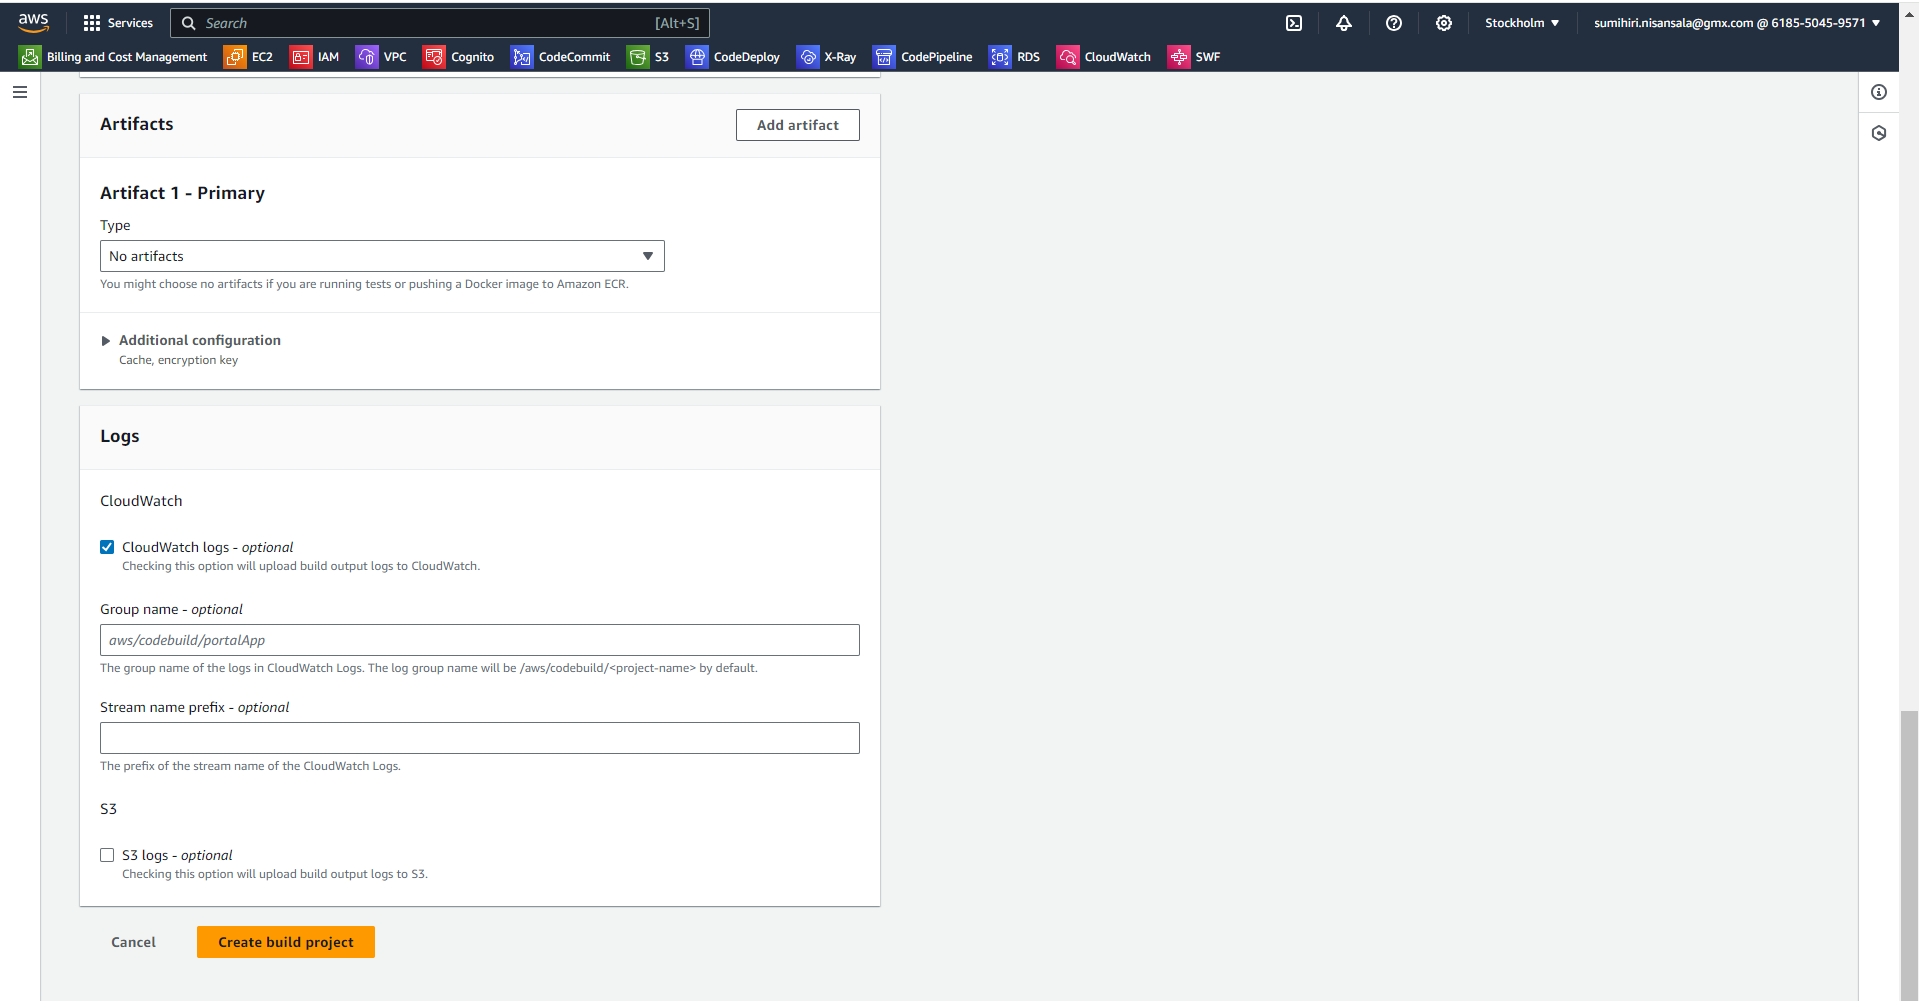 aws
Services
Search
[Alt+S]
Stockholm
sumihiri.nisansala@gmx.com @ 6185-5045-9571
Billing and Cost Management
EC2
IAM
VPC
Cognito
CodeCommit
S3
CodeDeploy
X-Ray
CodePipeline
RDS
CloudWatch
SWF
Artifacts
Add artifact
Artifact 1 - Primary
Type
No artifacts
You might choose no artifacts if you are running tests or pushing a Docker image to Amazon ECR.
Additional configuration
Cache, encryption key
Logs
CloudWatch
CloudWatch logs - optional
Checking this option will upload build output logs to CloudWatch.
Group name - optional
aws/codebuild/portalApp
The group name of the logs in CloudWatch Logs. The log group name will be /aws/codebuild/<project-name> by default.
Stream name prefix - optional
The prefix of the stream name of the CloudWatch Logs.
S3
S3 logs - optional
Checking this option will upload build output logs to S3.
Cancel
Create build project